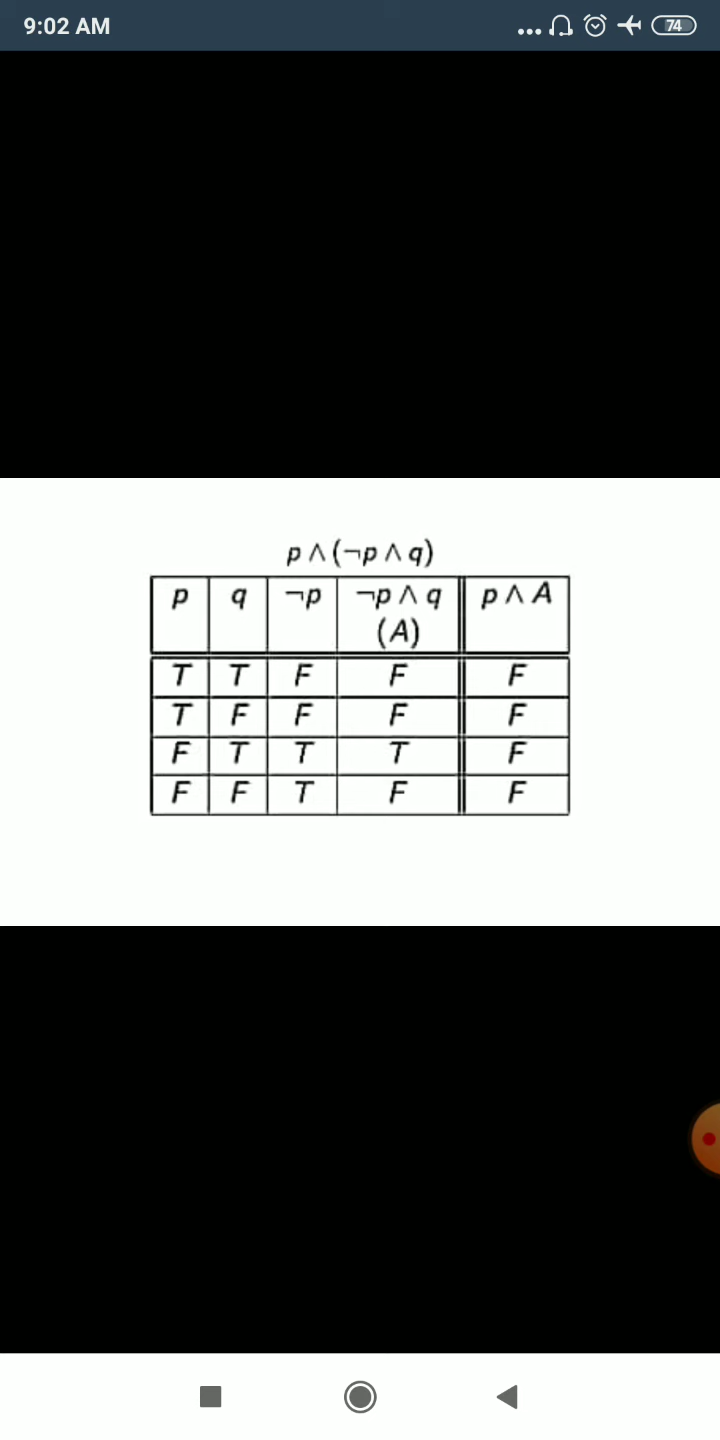 9:02 AM 74
p ∧ (¬p ∧ q)
p q ¬p ¬p ∧ q p ∧ A
(A)
T T F F F
T F F F F
F T T T F
F F T F F